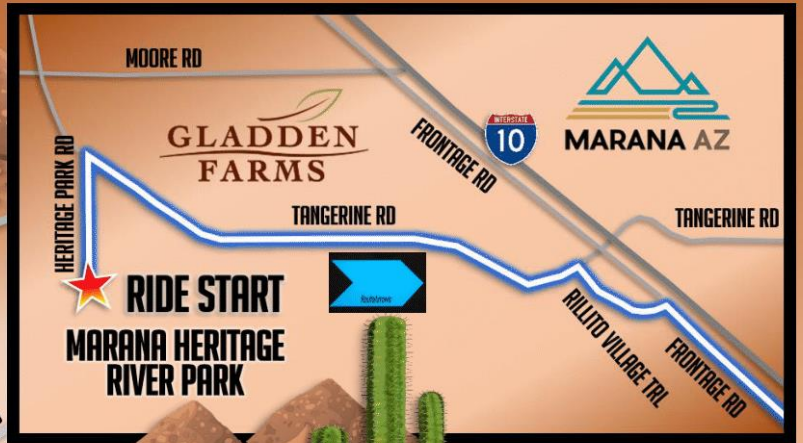 MOORE RD
GLADDEN
FARMS
HERITAGE PARK RD
FRONTAGE RD
INTERSTATE
10
MARANA AZ
TANGERINE RD
TANGERINE RD
RIDE START
MARANA HERITAGE
RIVER PARK
RILLITO VILLAGE TRL
FRONTAGE RD